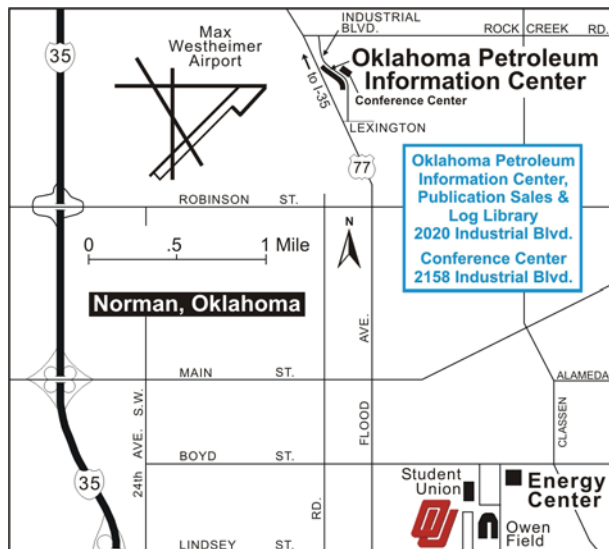 INDUSTRIAL
BLVD.
ROCK CREEK RD.
35
Max
Westheimer
Airport
Oklahoma Petroleum
Information Center
Conference Center
to I-35
LEXINGTON
77
Oklahoma Petroleum
Information Center,
Publication Sales &
Log Library
2020 Industrial Blvd.
Conference Center
2158 Industrial Blvd.
ROBINSON ST.
N
0 .5 1 Mile
Norman, Oklahoma
FLOOD AVE.
MAIN ST.
ALAMEDA
24th AVE. S.W.
CLASSEN
BOYD ST.
35
Student
Union
Energy
Center
RD.
OU
Owen
Field
LINDSEY ST.